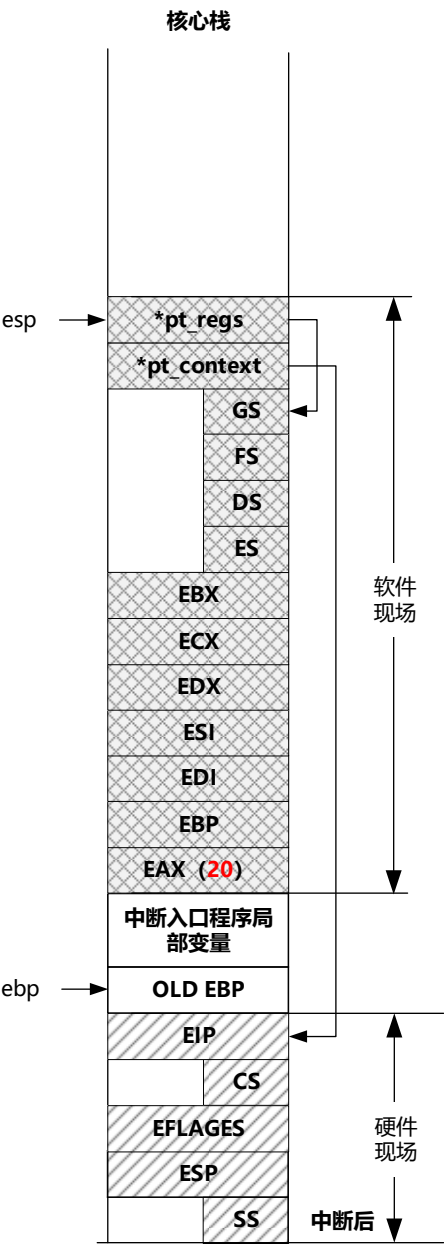 核心栈
esp
*pt_regs
*pt_context
GS
FS
DS
ES
EBX
ECX
EDX
ESI
EDI
EBP
EAX（20）
软件
现场
中断入口程序局
部变量
ebp
OLD EBP
EIP
CS
EFLAGES
ESP
SS
硬件
现场
中断后